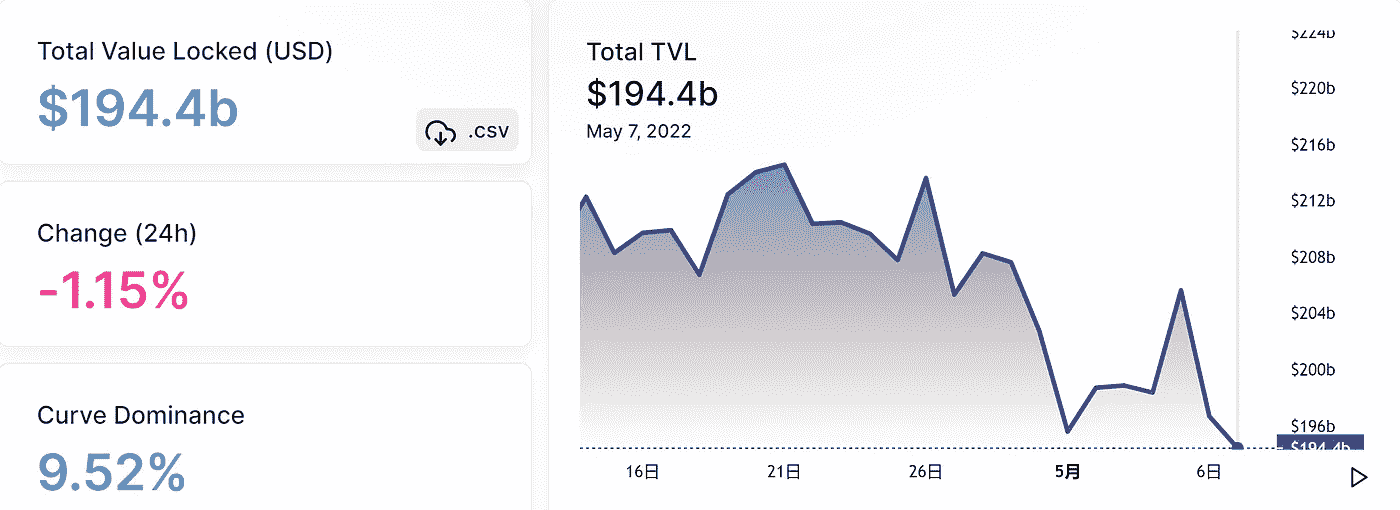 Total Value Locked (USD)
$194.4b
.csv
Change (24h)
-1.15%
Curve Dominance
9.52%
Total TVL
$194.4b
May 7, 2022
$224b
$220b
$216b
$212b
$208b
$204b
$200b
$196b
$194.4b
16日 21日 26日 5月 6日